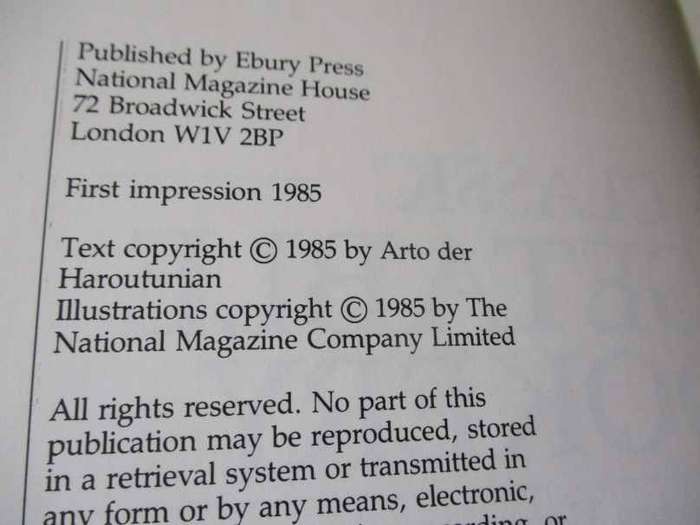 Published by Ebury Press
National Magazine House
72 Broadwick Street
London W1V 2BP
First impression 1985
Text copyright © 1985 by Arto der
Haroutunian
Illustrations copyright © 1985 by The
National Magazine Company Limited
All rights reserved. No part of this
publication may be reproduced, stored
in a retrieval system or transmitted in
any form or by any means, electronic,
or